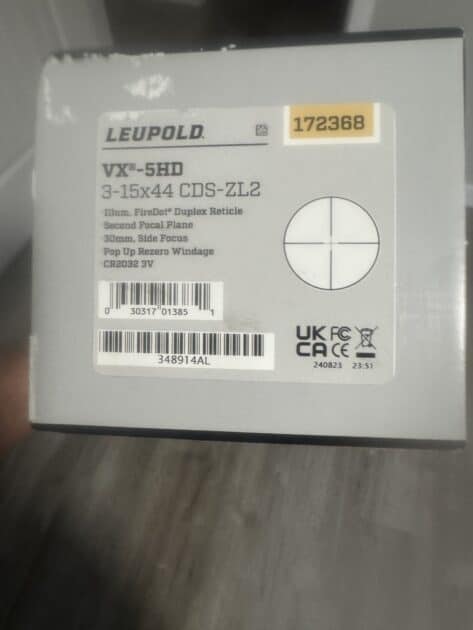 LEUPOLD
172368
VX®-5HD
3-15x44 CDS-ZL2
Illum. FireDot® Duplex Reticle
Second Focal Plane
30mm, Side Focus
Pop Up Rezero Windage
CR2032 3V
0 30317 01385 1
348914AL
UK CA FC CE
240823 23:51